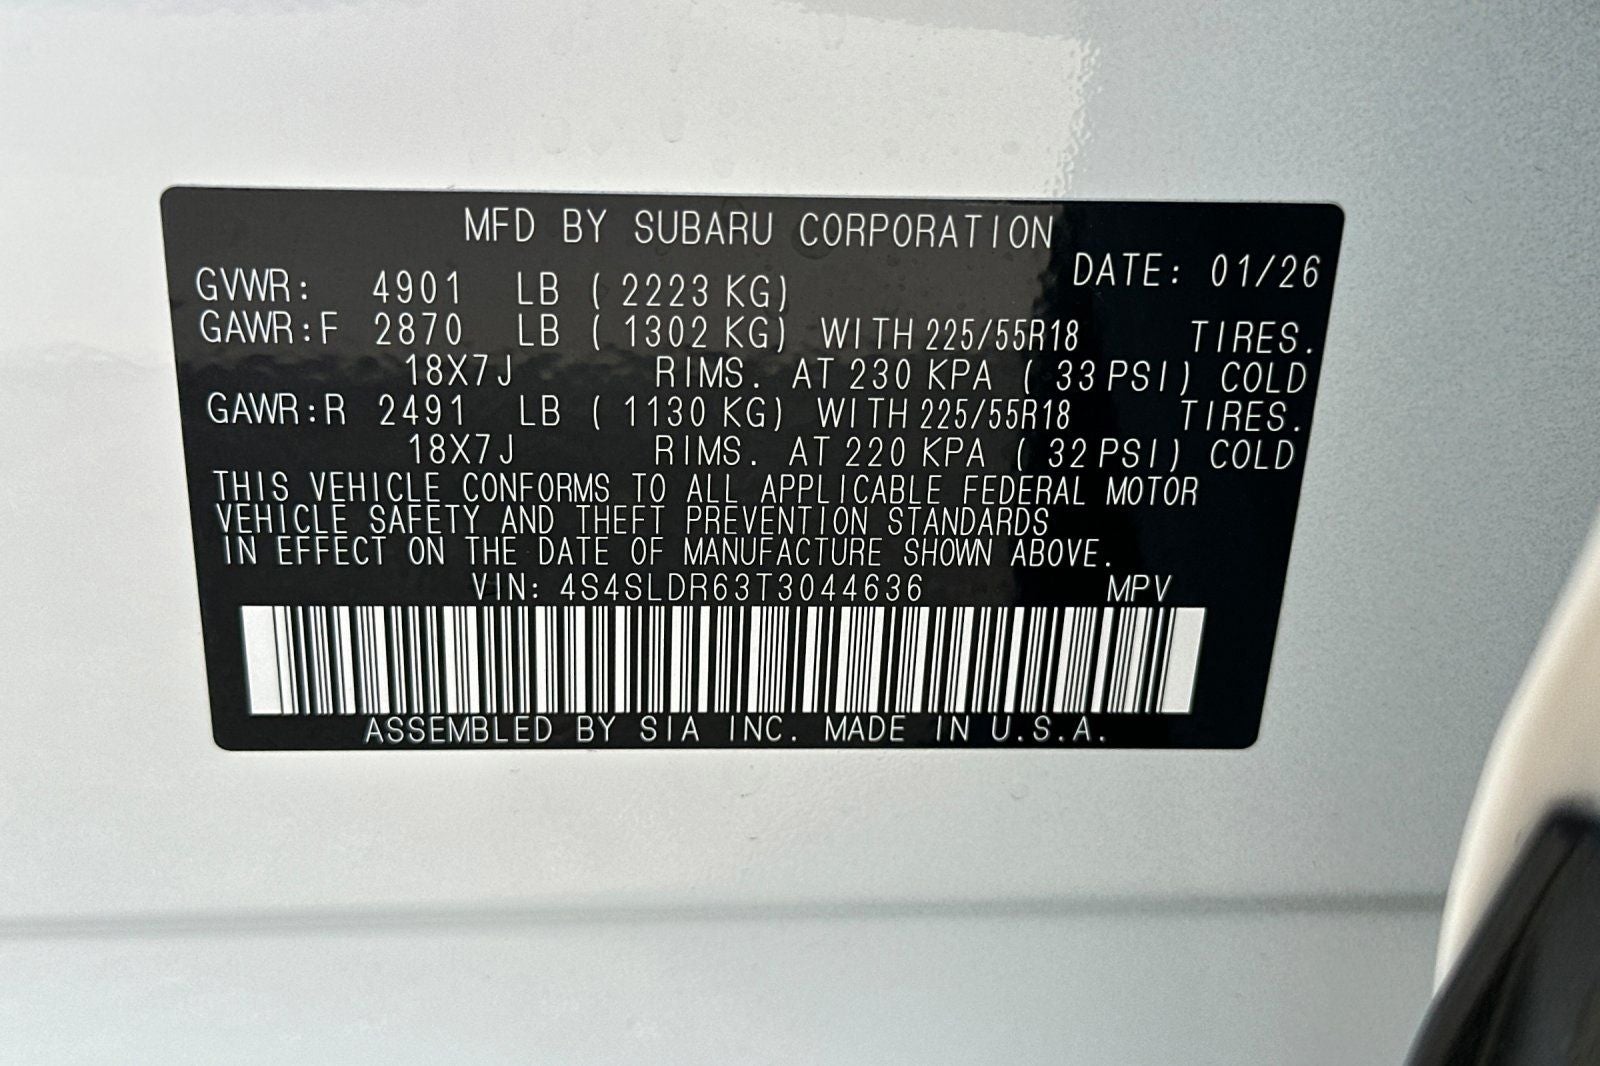 MFD BY SUBARU CORPORATION
DATE: 01/26
GVWR: 4901 LB ( 2223 KG)
GAWR:F 2870 LB ( 1302 KG) WITH 225/55R18 TIRES.
18X7J RIMS. AT 230 KPA ( 33 PSI) COLD
GAWR:R 2491 LB ( 1130 KG) WITH 225/55R18 TIRES.
18X7J RIMS. AT 220 KPA ( 32 PSI) COLD
THIS VEHICLE CONFORMS TO ALL APPLICABLE FEDERAL MOTOR
VEHICLE SAFETY AND THEFT PREVENTION STANDARDS
IN EFFECT ON THE DATE OF MANUFACTURE SHOWN ABOVE.
VIN: 4S4SLDR63T3044636 MPV
ASSEMBLED BY SIA INC. MADE IN U.S.A.